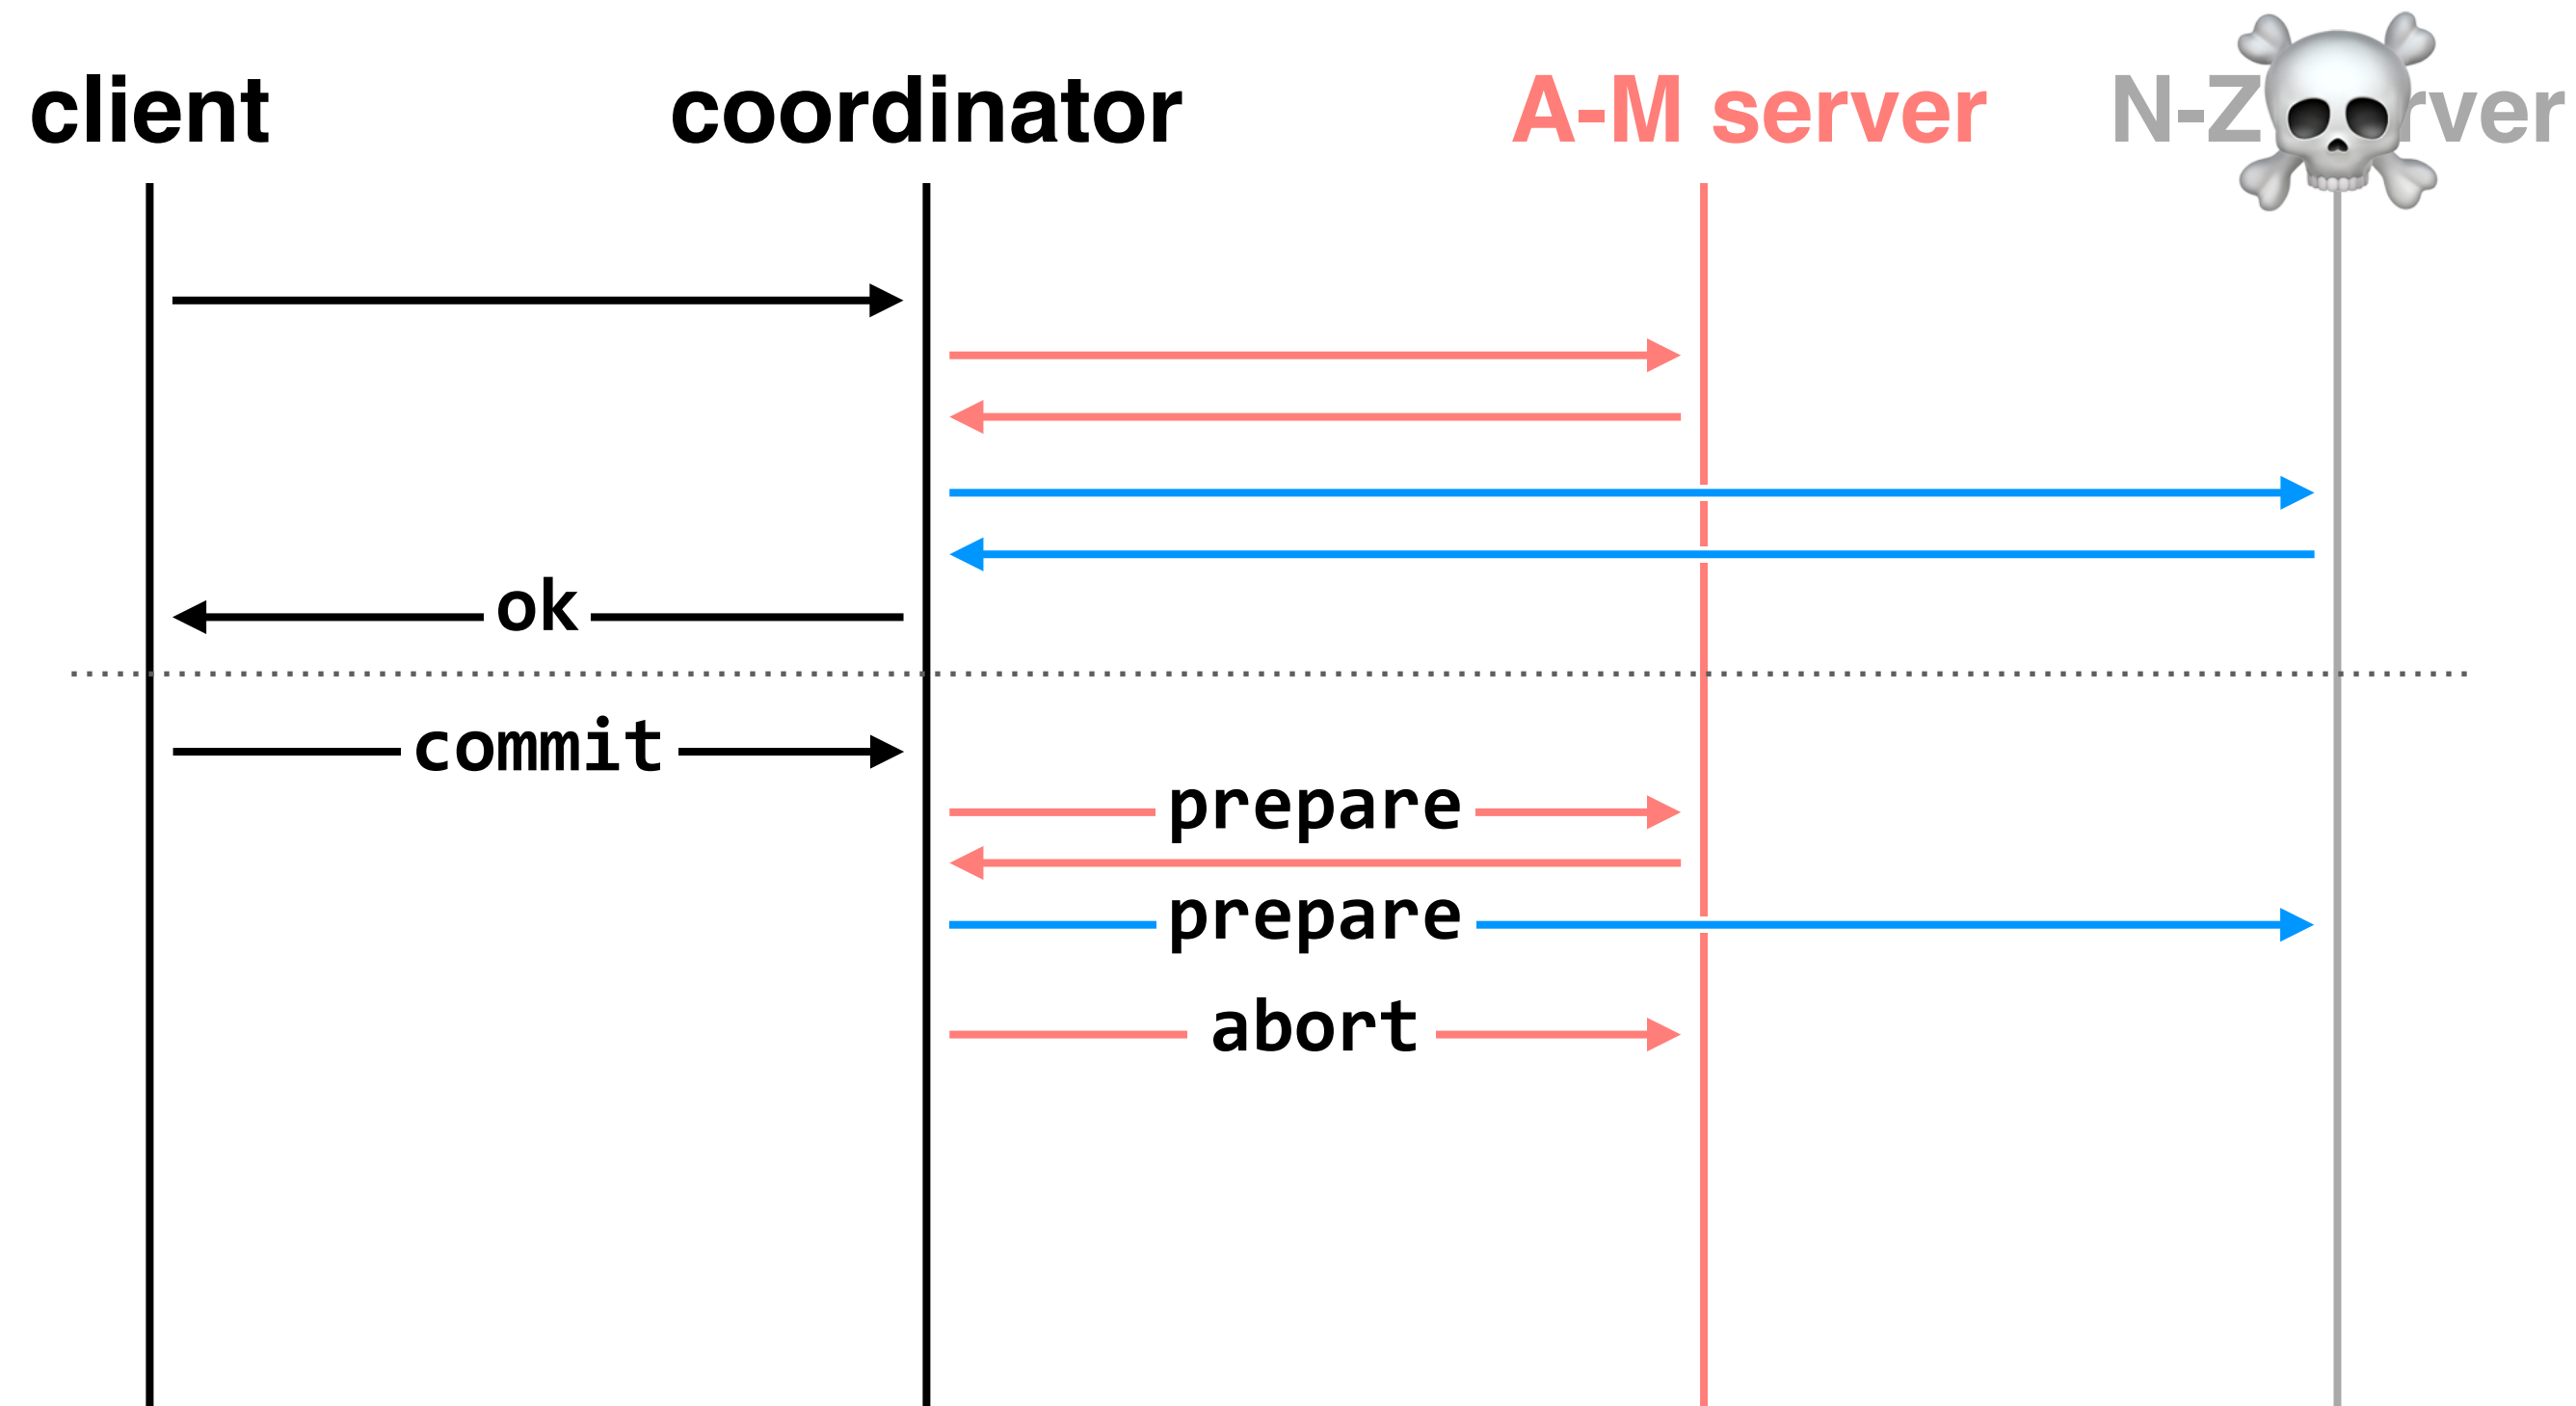 client
coordinator
A-M server
N-Z rver
ok
commit
prepare
prepare
abort